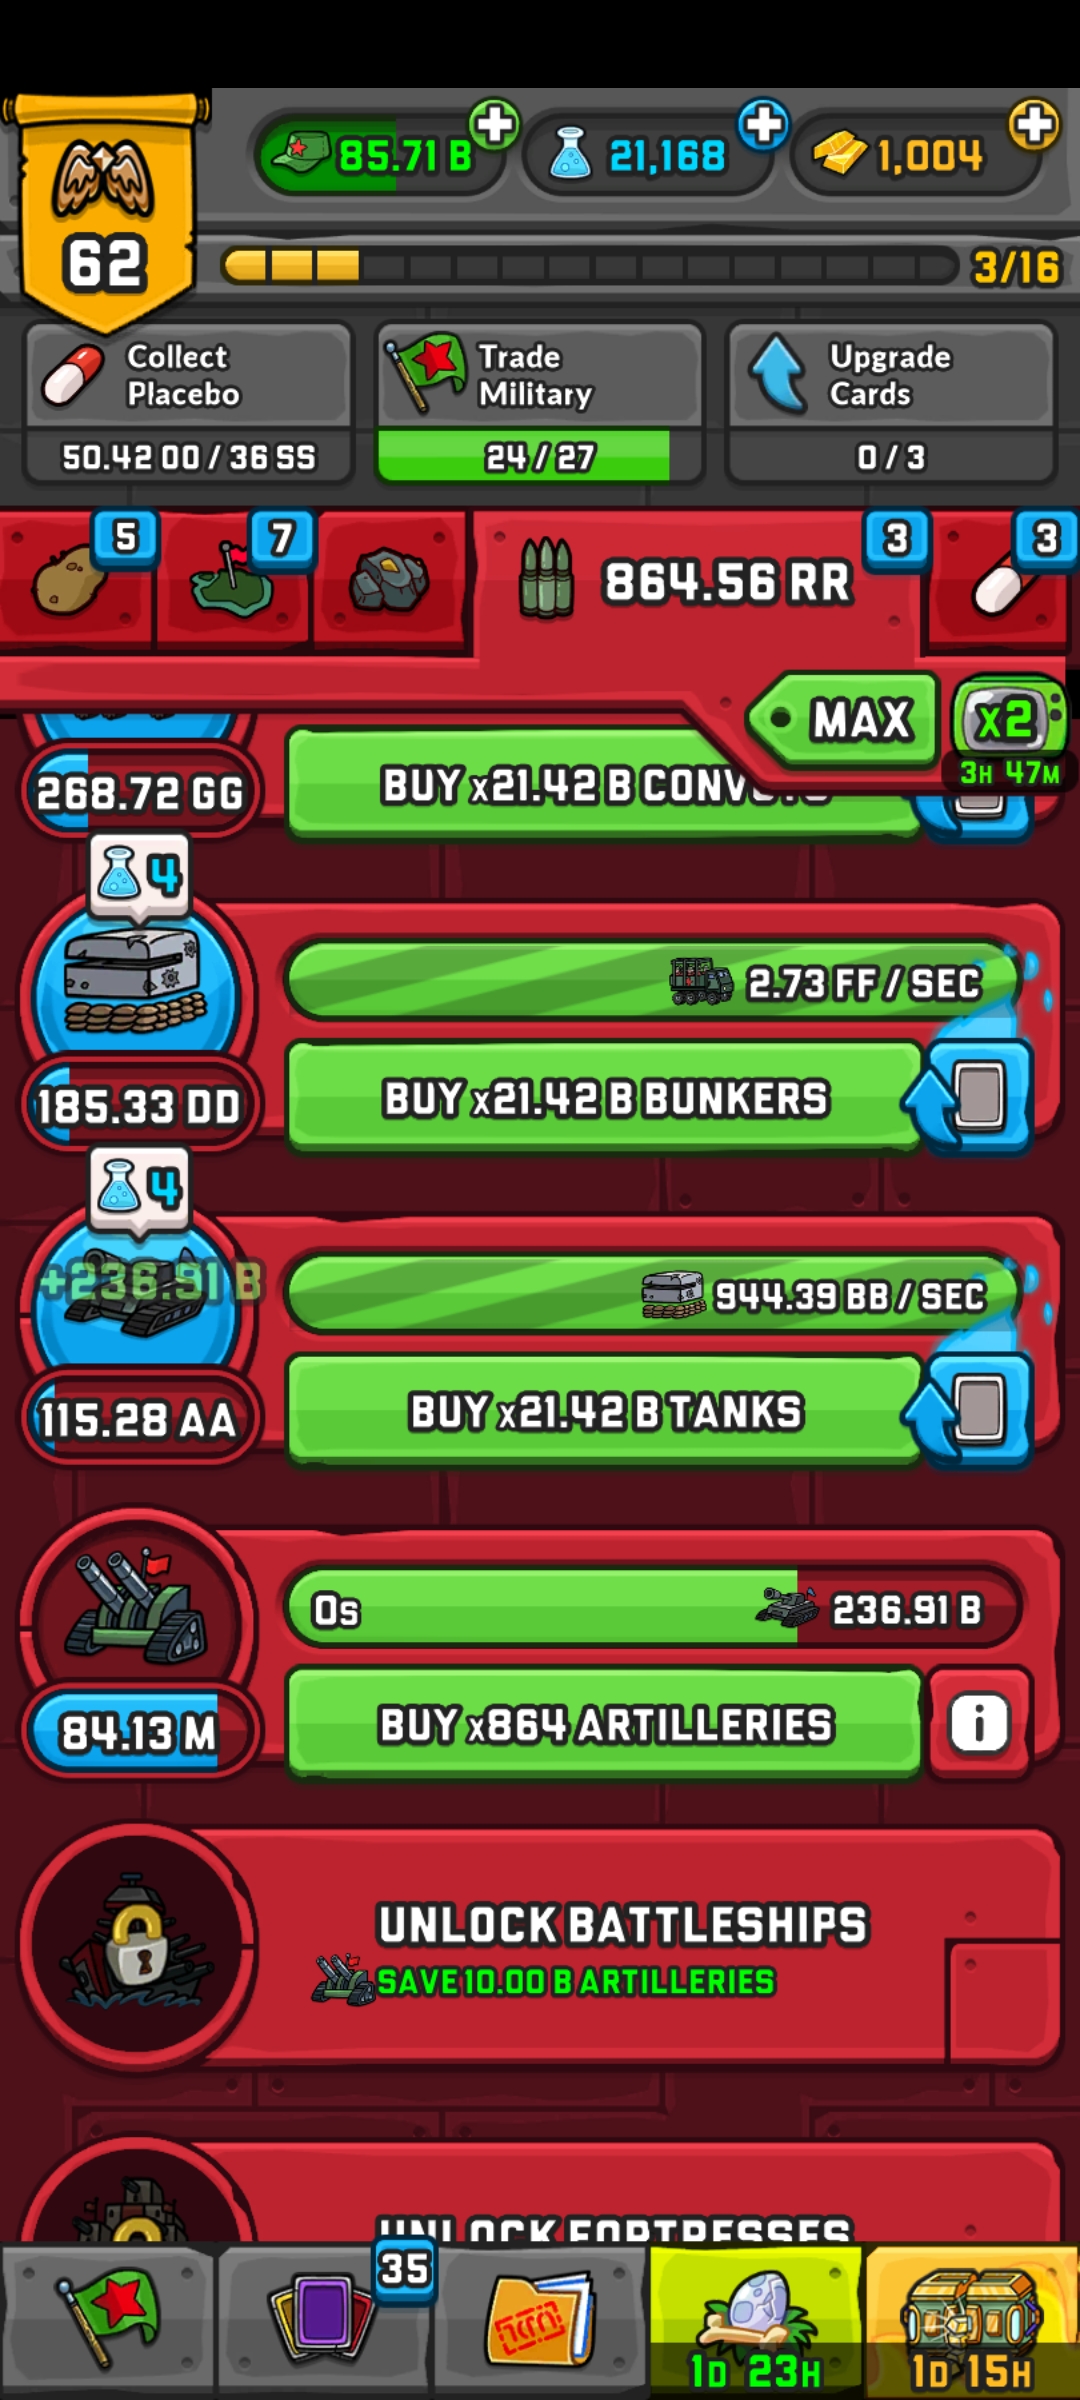 85.71 B
21,168
1,004
62
3/16
Collect
Placebo
50.42 OO / 36 SS
Trade
Military
24 / 27
Upgrade
Cards
0 / 3
5
7
864.56 RR
3
3
MAX
x2
3H 47M
268.72 GG
BUY x21.42 B
4
2.73 FF / SEC
185.33 DD
BUY x21.42 B BUNKERS
4
+236.91 B
944.39 BB / SEC
115.28 AA
BUY x21.42 B TANKS
0s
236.91 B
84.13 M
BUY x864 ARTILLERIES
i
UNLOCK BATTLESHIPS
SAVE 10.00 B ARTILLERIES
UNLOCK FORTRESSES
35
1D 23H
1D 15H